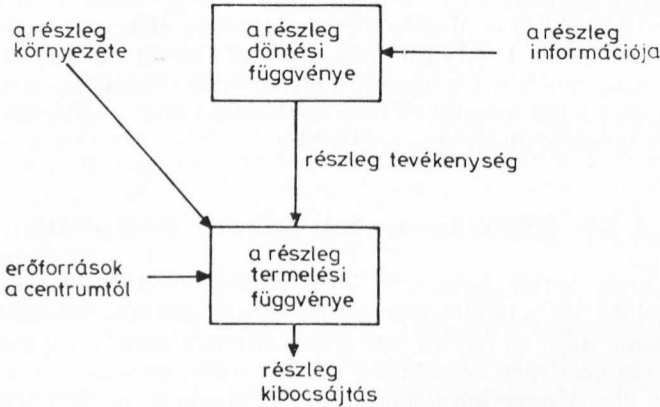 a részleg
környezete
a részleg
döntési
függvénye
a részleg
információja
részleg tevékenység
erőforrások
a centrumtól
a részleg
termelési
függvénye
részleg
kibocsájtás